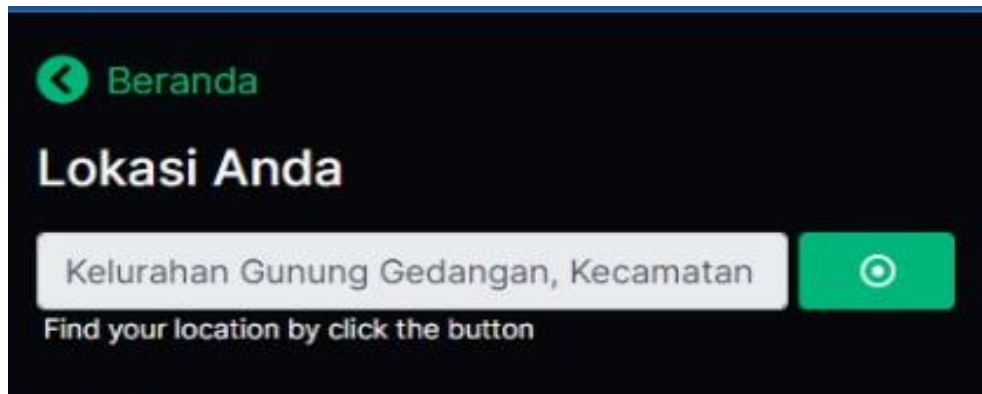 Beranda
Lokasi Anda
Kelurahan Gunung Gedangan, Kecamatan
Find your location by click the button